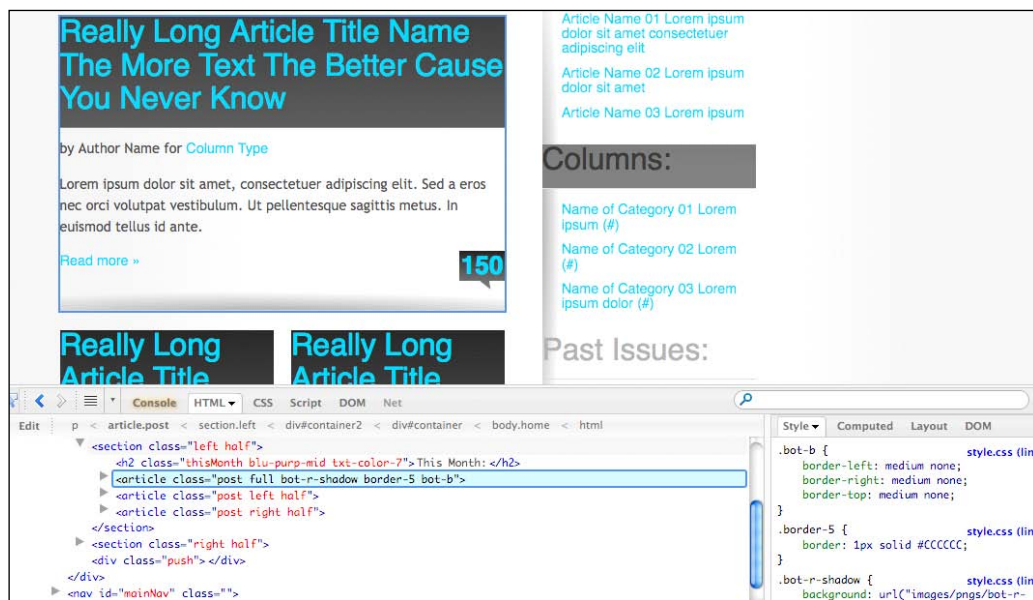 Really Long Article Title Name
The More Text The Better Cause
You Never Know
by Author Name for Column Type
Lorem ipsum dolor sit amet, consectetuer adipiscing elit. Sed a eros
nec orci volutpat vestibulum. Ut pellentesque sagittis metus. In
euismod tellus id ante.
Read more »
150
Really Long
Article Title
Really Long
Article Title
Article Name 01 Lorem ipsum
dolor sit amet consectetuer
adipiscing elit
Article Name 02 Lorem ipsum
dolor sit amet
Article Name 03 Lorem ipsum
Columns:
Name of Category 01 Lorem
ipsum (#)
Name of Category 02 Lorem
(#)
Name of Category 03 Lorem
ipsum dolor (#)
Past Issues:
Console HTML CSS Script DOM Net
Edit p < article.post < section.left < div#container2 < div#container < body.home < html
<section class="left half">
<h2 class="thisMonth blu-purp-mid txt-color-7">This Month:</h2>
<article class="post full bot-r-shadow border-5 bot-b">
<article class="post left half">
<article class="post right half">
</section>
<section class="right half">
<div class="push"></div>
</div>
<nav id="mainNav" class="">
Style Computed Layout DOM
.bot-b { style.css (lin
border-left: medium none;
border-right: medium none;
border-top: medium none;
}
.border-5 { style.css (lin
border: 1px solid #CCCCCC;
}
.bot-r-shadow { style.css (lin
background: url("images/pngs/bot-r-